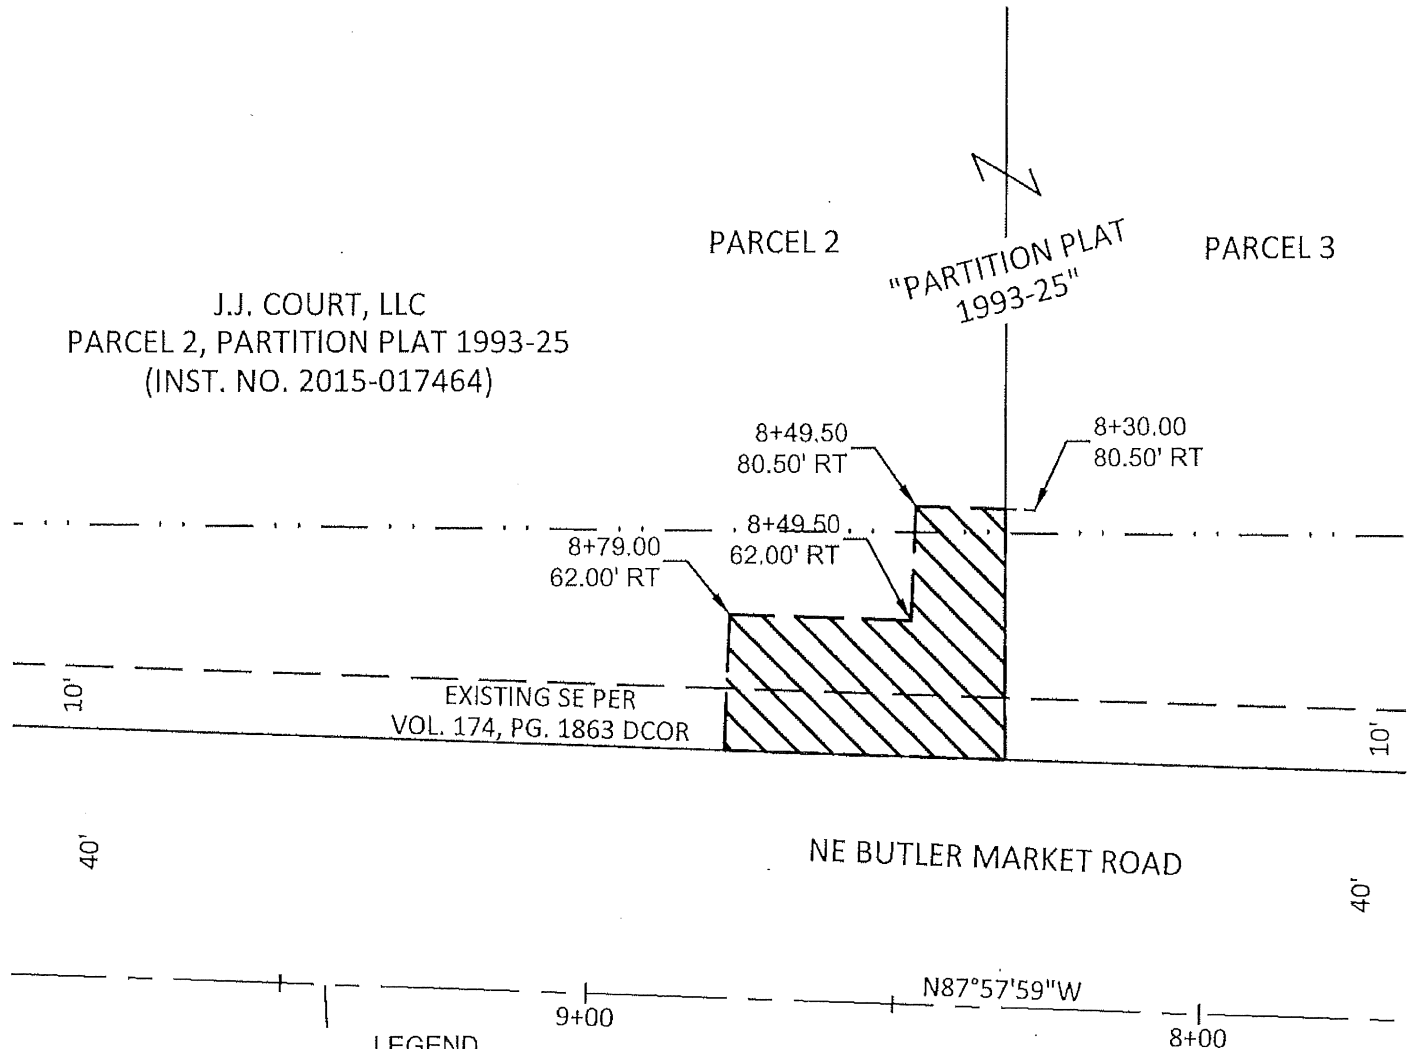 PARCEL 2
"PARTITION PLAT
1993-25"
PARCEL 3
J.J. COURT, LLC
PARCEL 2, PARTITION PLAT 1993-25
(INST. NO. 2015-017464)
8+49.50
80.50' RT
8+30.00
80.50' RT
8+49.50
62.00' RT
8+79.00
62.00' RT
10'
EXISTING SE PER
VOL. 174, PG. 1863 DCOR
10'
40'
NE BUTLER MARKET ROAD
40'
N87°57'59"W
9+00
8+00
LEGEND